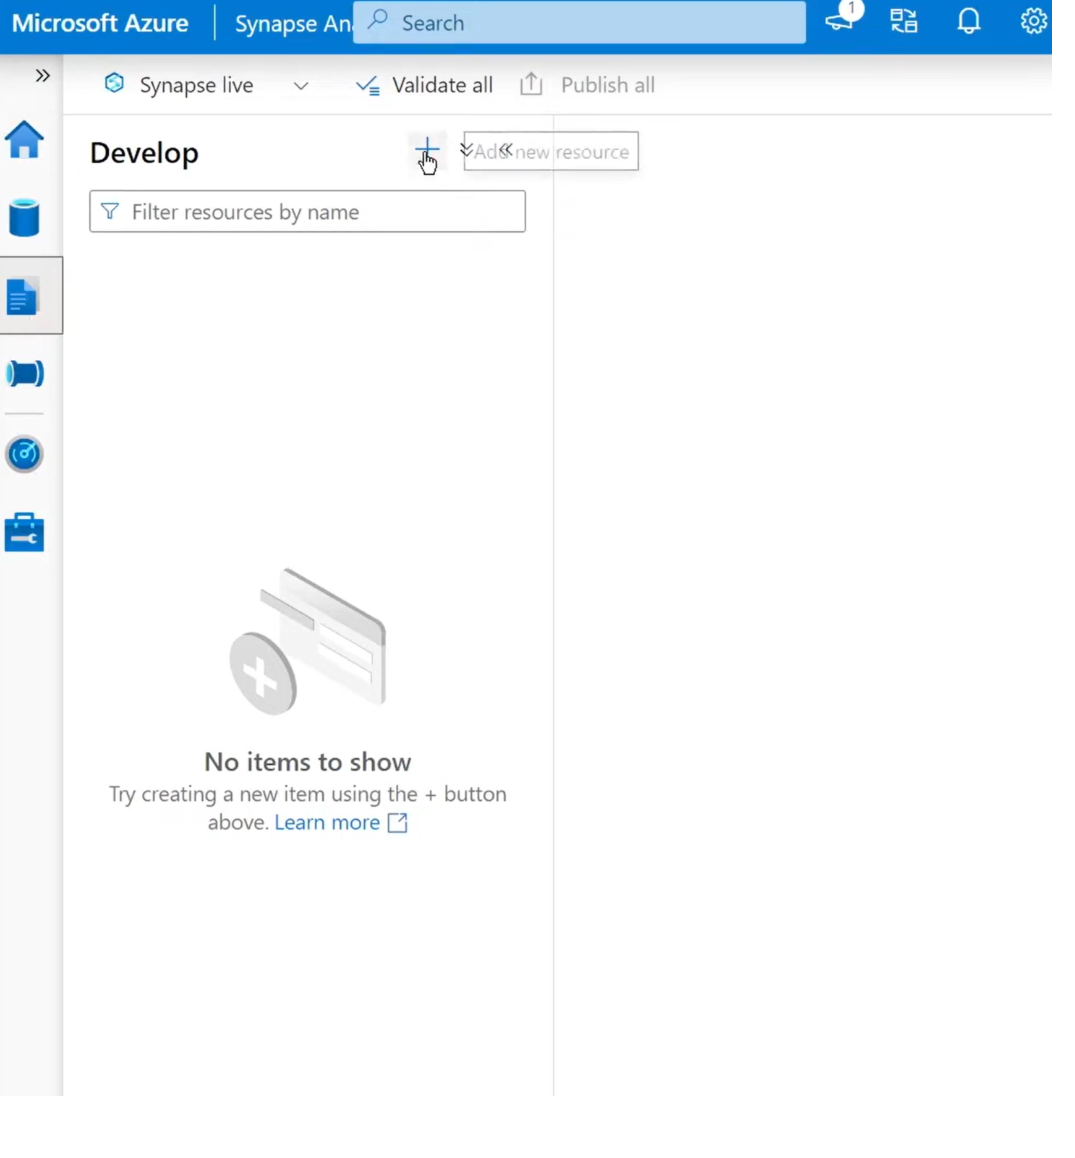 Microsoft Azure
Synapse An
Search
1
Synapse live
Validate all
Publish all
Develop
Add new resource
Filter resources by name
No items to show
Try creating a new item using the + button
above. Learn more